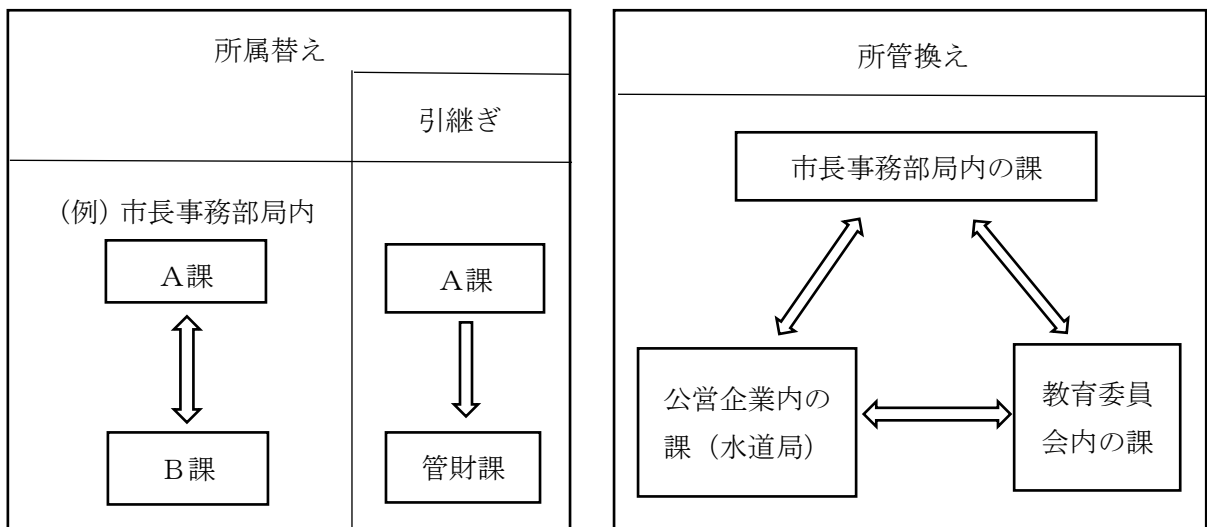 所属替え
引継ぎ
（例）市長事務部局内
Ａ課
Ｂ課
Ａ課
管財課
所管換え
市長事務部局内の課
公営企業内の
課（水道局）
教育委員
会内の課